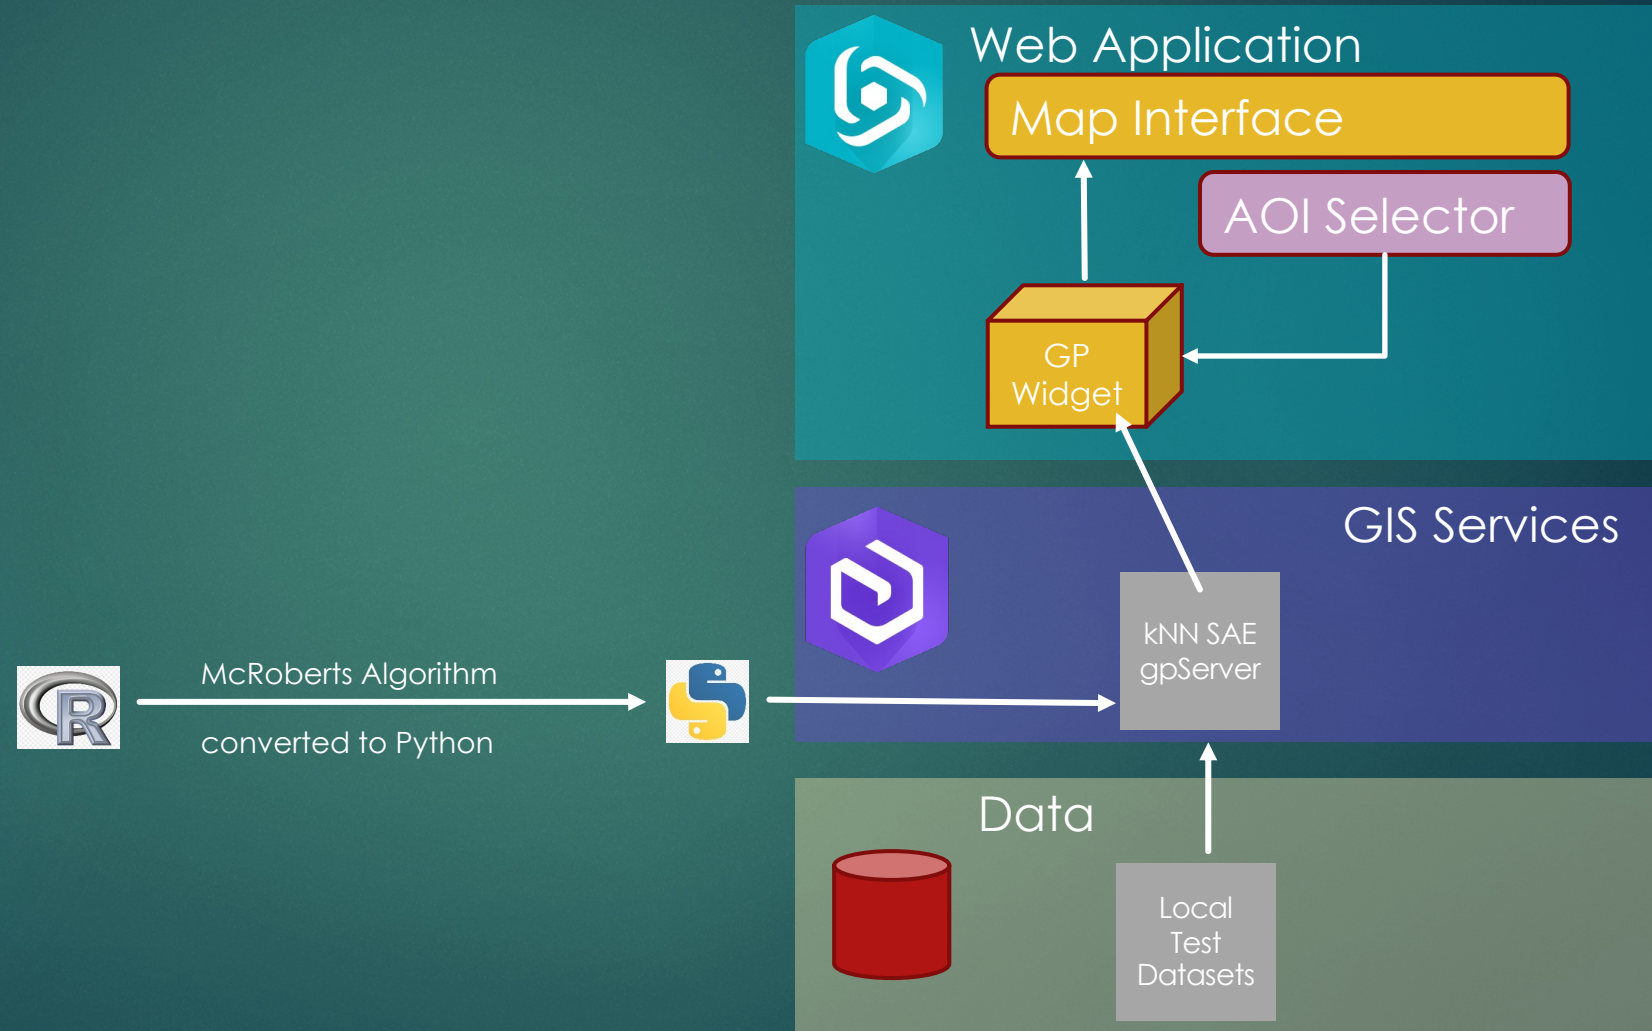 Web Application
Map Interface
AOI Selector
GP
Widget
GIS Services
kNN SAE
gpServer
R
McRoberts Algorithm
converted to Python
Data
Local
Test
Datasets